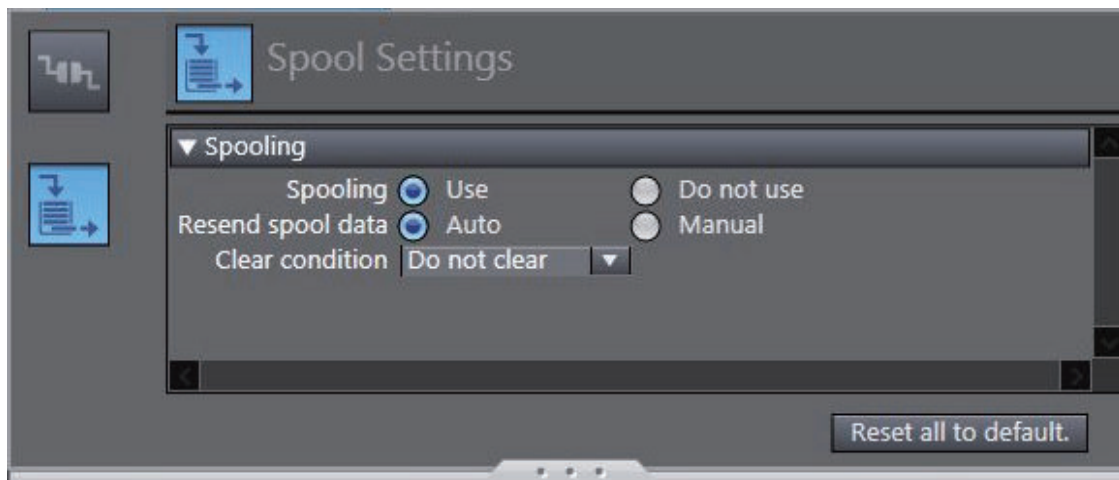 Spool Settings
Spooling
Spooling Use Do not use
Resend spool data Auto Manual
Clear condition Do not clear
Reset all to default.